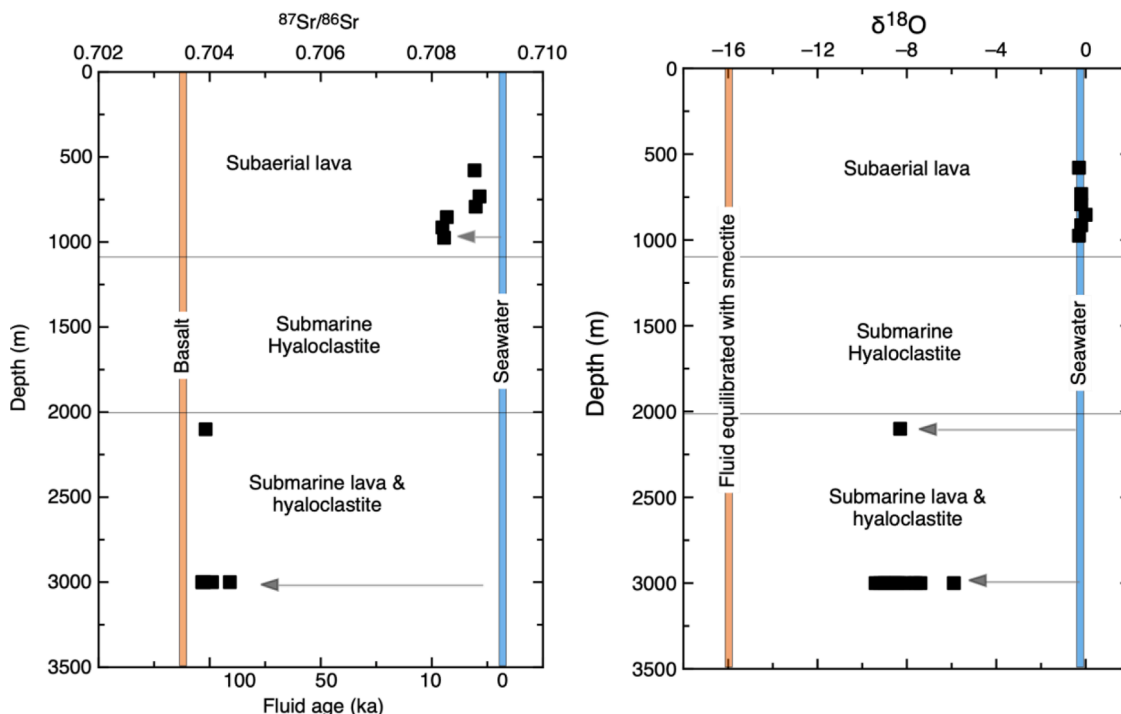 ⁸⁷Sr/⁸⁶Sr
0.702 0.704 0.706 0.708 0.710
0
500
1000
1500
2000
2500
3000
3500
Depth (m)
Subaerial lava
Submarine
Hyaloclastite
Submarine lava &
hyaloclastite
Basalt
Seawater
100 50 10 0
Fluid age (ka)
δ¹⁸O
−16 −12 −8 −4 0
0
500
1000
1500
2000
2500
3000
3500
Depth (m)
Subaerial lava
Submarine
Hyaloclastite
Submarine lava &
hyaloclastite
Fluid equilibrated with smectite
Seawater